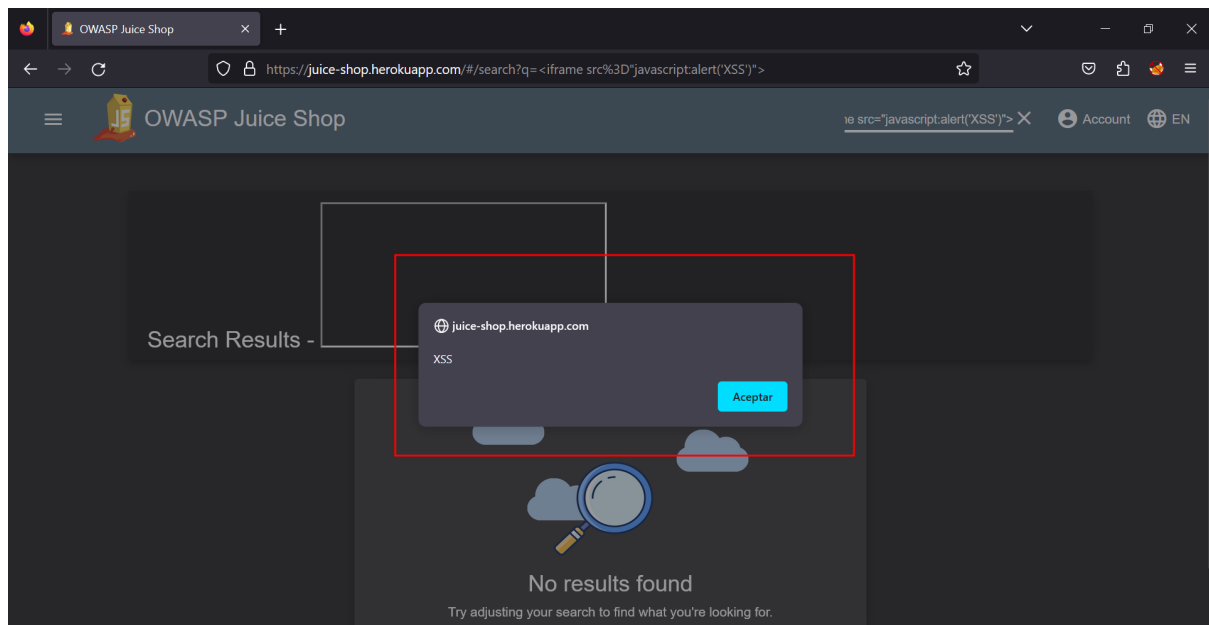 OWASP Juice Shop
https://juice-shop.herokuapp.com/#/search?q=<iframe src%3D"javascript:alert('XSS')">
OWASP Juice Shop
src="javascript:alert('XSS')">
Account
EN
Search Results -
juice-shop.herokuapp.com
XSS
Aceptar
No results found
Try adjusting your search to find what you're looking for.